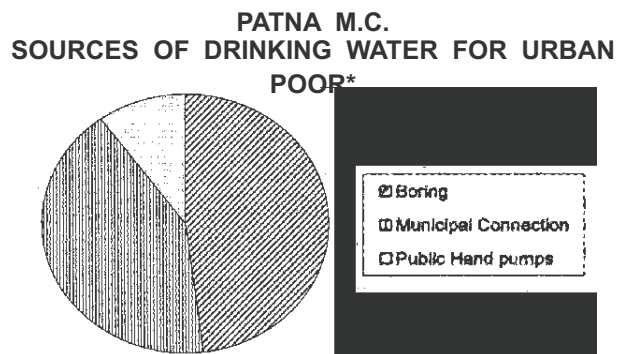 PATNA M.C.
SOURCES OF DRINKING WATER FOR URBAN
POOR*
Boring
Municipal Connection
Public Hand pumps